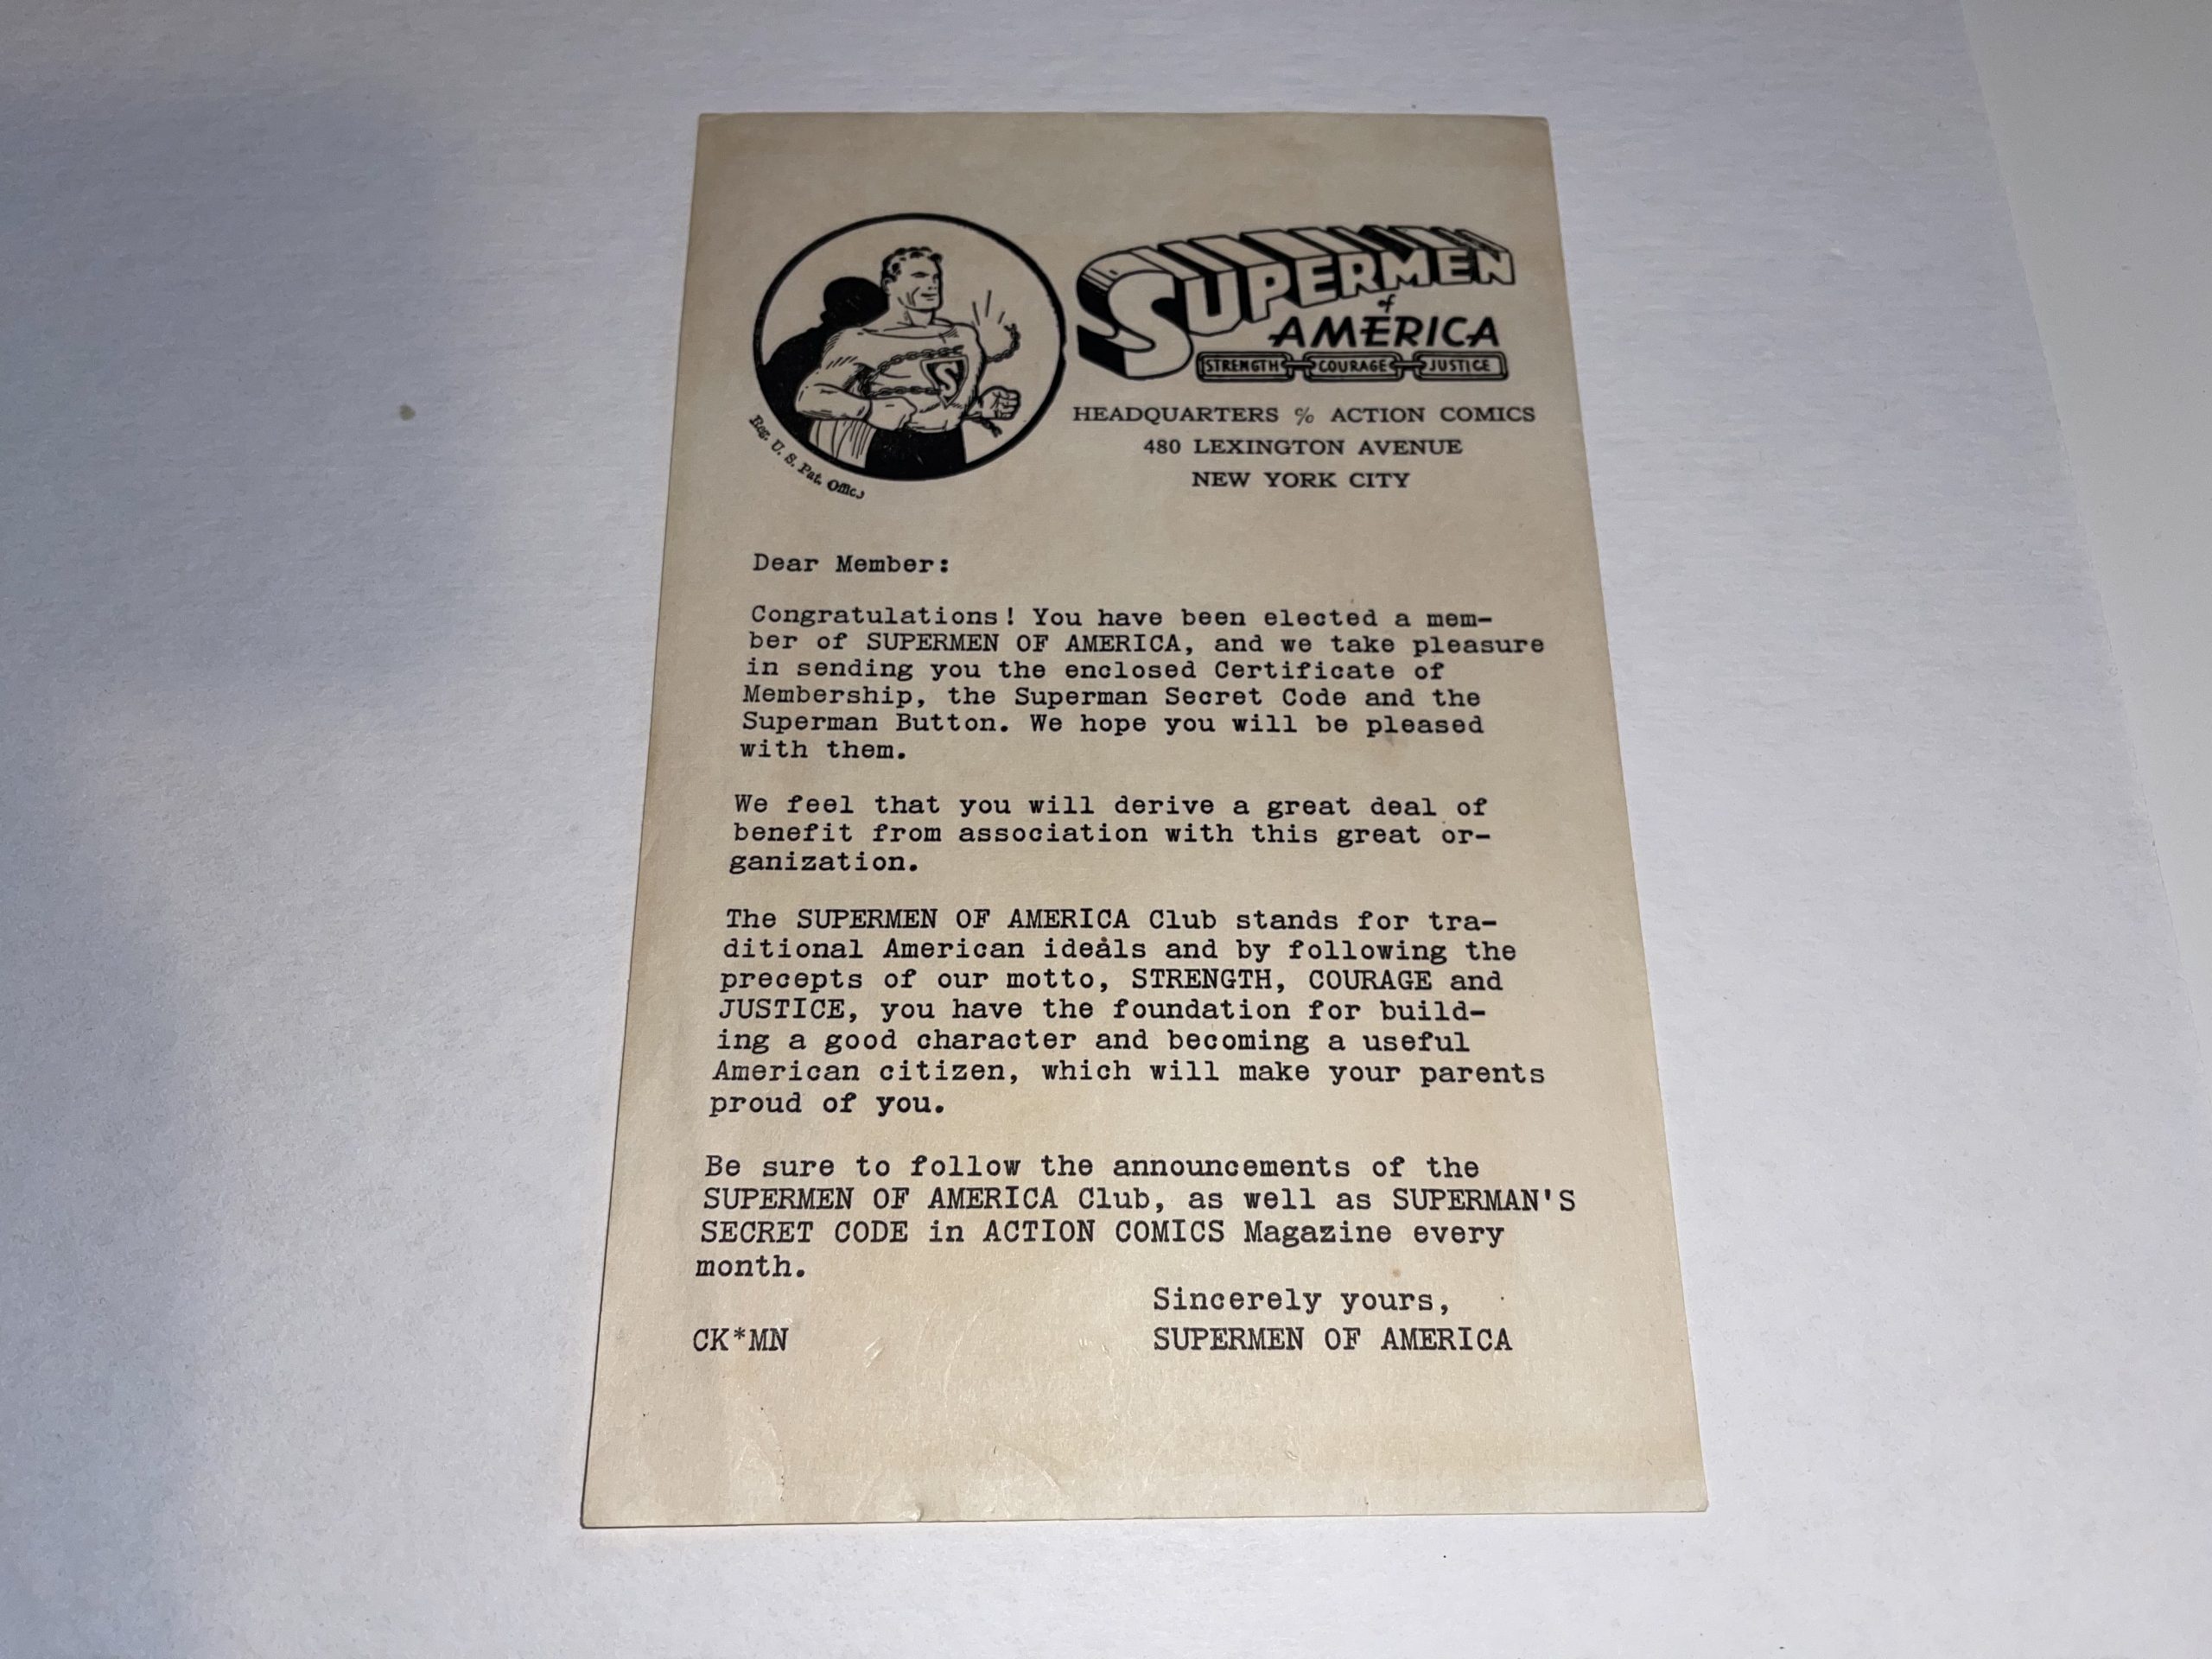 SUPERMEN
of
AMERICA
STRENGTH COURAGE JUSTICE
S
Reg. U. S. Pat. Offic.
HEADQUARTERS % ACTION COMICS
480 LEXINGTON AVENUE
NEW YORK CITY
Dear Member:
Congratulations! You have been elected a mem-
ber of SUPERMEN OF AMERICA, and we take pleasure
in sending you the enclosed Certificate of
Membership, the Superman Secret Code and the
Superman Button. We hope you will be pleased
with them.
We feel that you will derive a great deal of
benefit from association with this great or-
ganization.
The SUPERMEN OF AMERICA Club stands for tra-
ditional American ideals and by following the
precepts of our motto, STRENGTH, COURAGE and
JUSTICE, you have the foundation for build-
ing a good character and becoming a useful
American citizen, which will make your parents
proud of you.
Be sure to follow the announcements of the
SUPERMEN OF AMERICA Club, as well as SUPERMAN'S
SECRET CODE in ACTION COMICS Magazine every
month.
Sincerely yours,
CK*MN SUPERMEN OF AMERICA